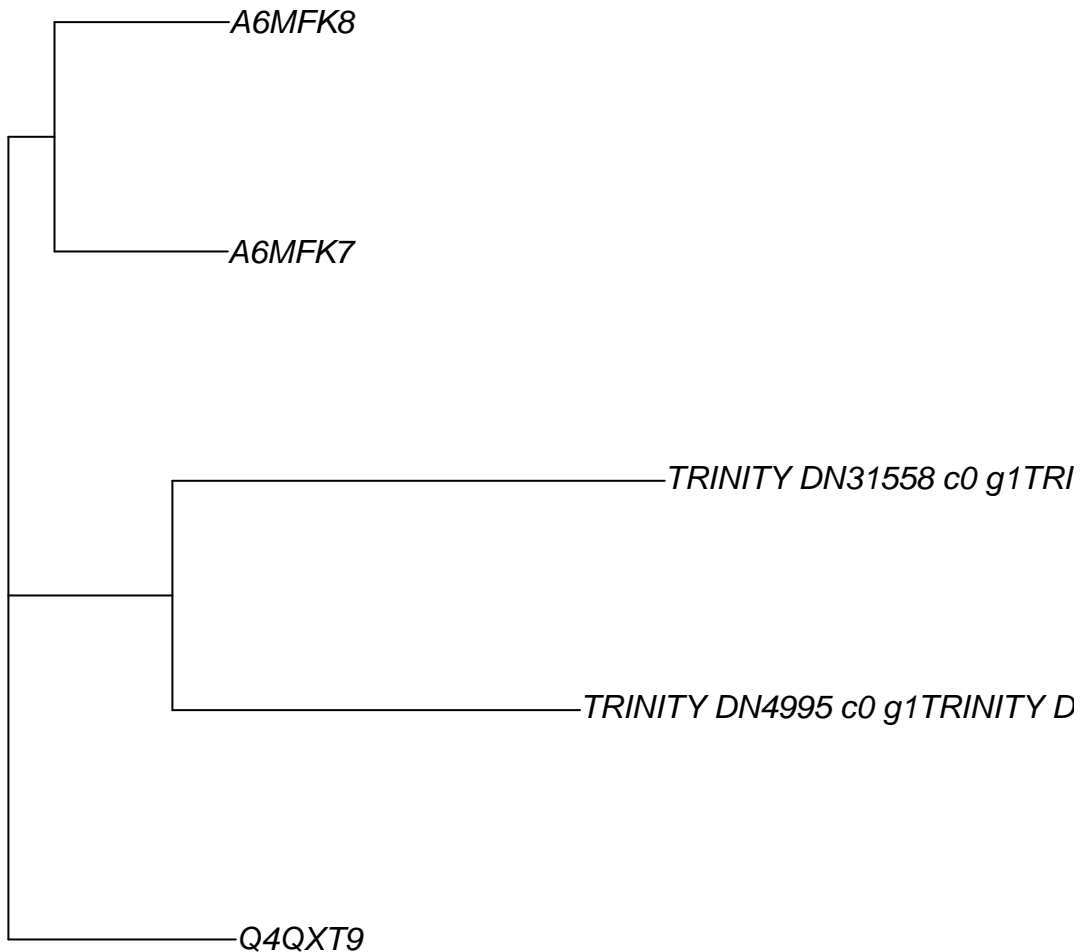 A6MFK8
A6MFK7
TRINITY DN31558 c0 g1TRI
TRINITY DN4995 c0 g1TRINITY D
Q4QXT9